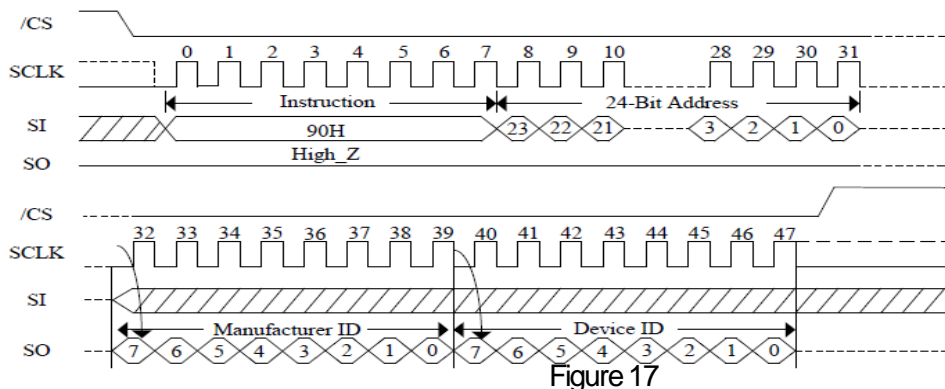 /CS
0 1 2 3 4 5 6 7 8 9 10 28 29 30 31
SCLK
Instruction 24-Bit Address
SI 90H 23 22 21 3 2 1 0
High_Z
SO
/CS
32 33 34 35 36 37 38 39 40 41 42 43 44 45 46 47
SCLK
SI
Manufacturer ID Device ID
SO 7 6 5 4 3 2 1 0 7 6 5 4 3 2 1 0
Figure 17